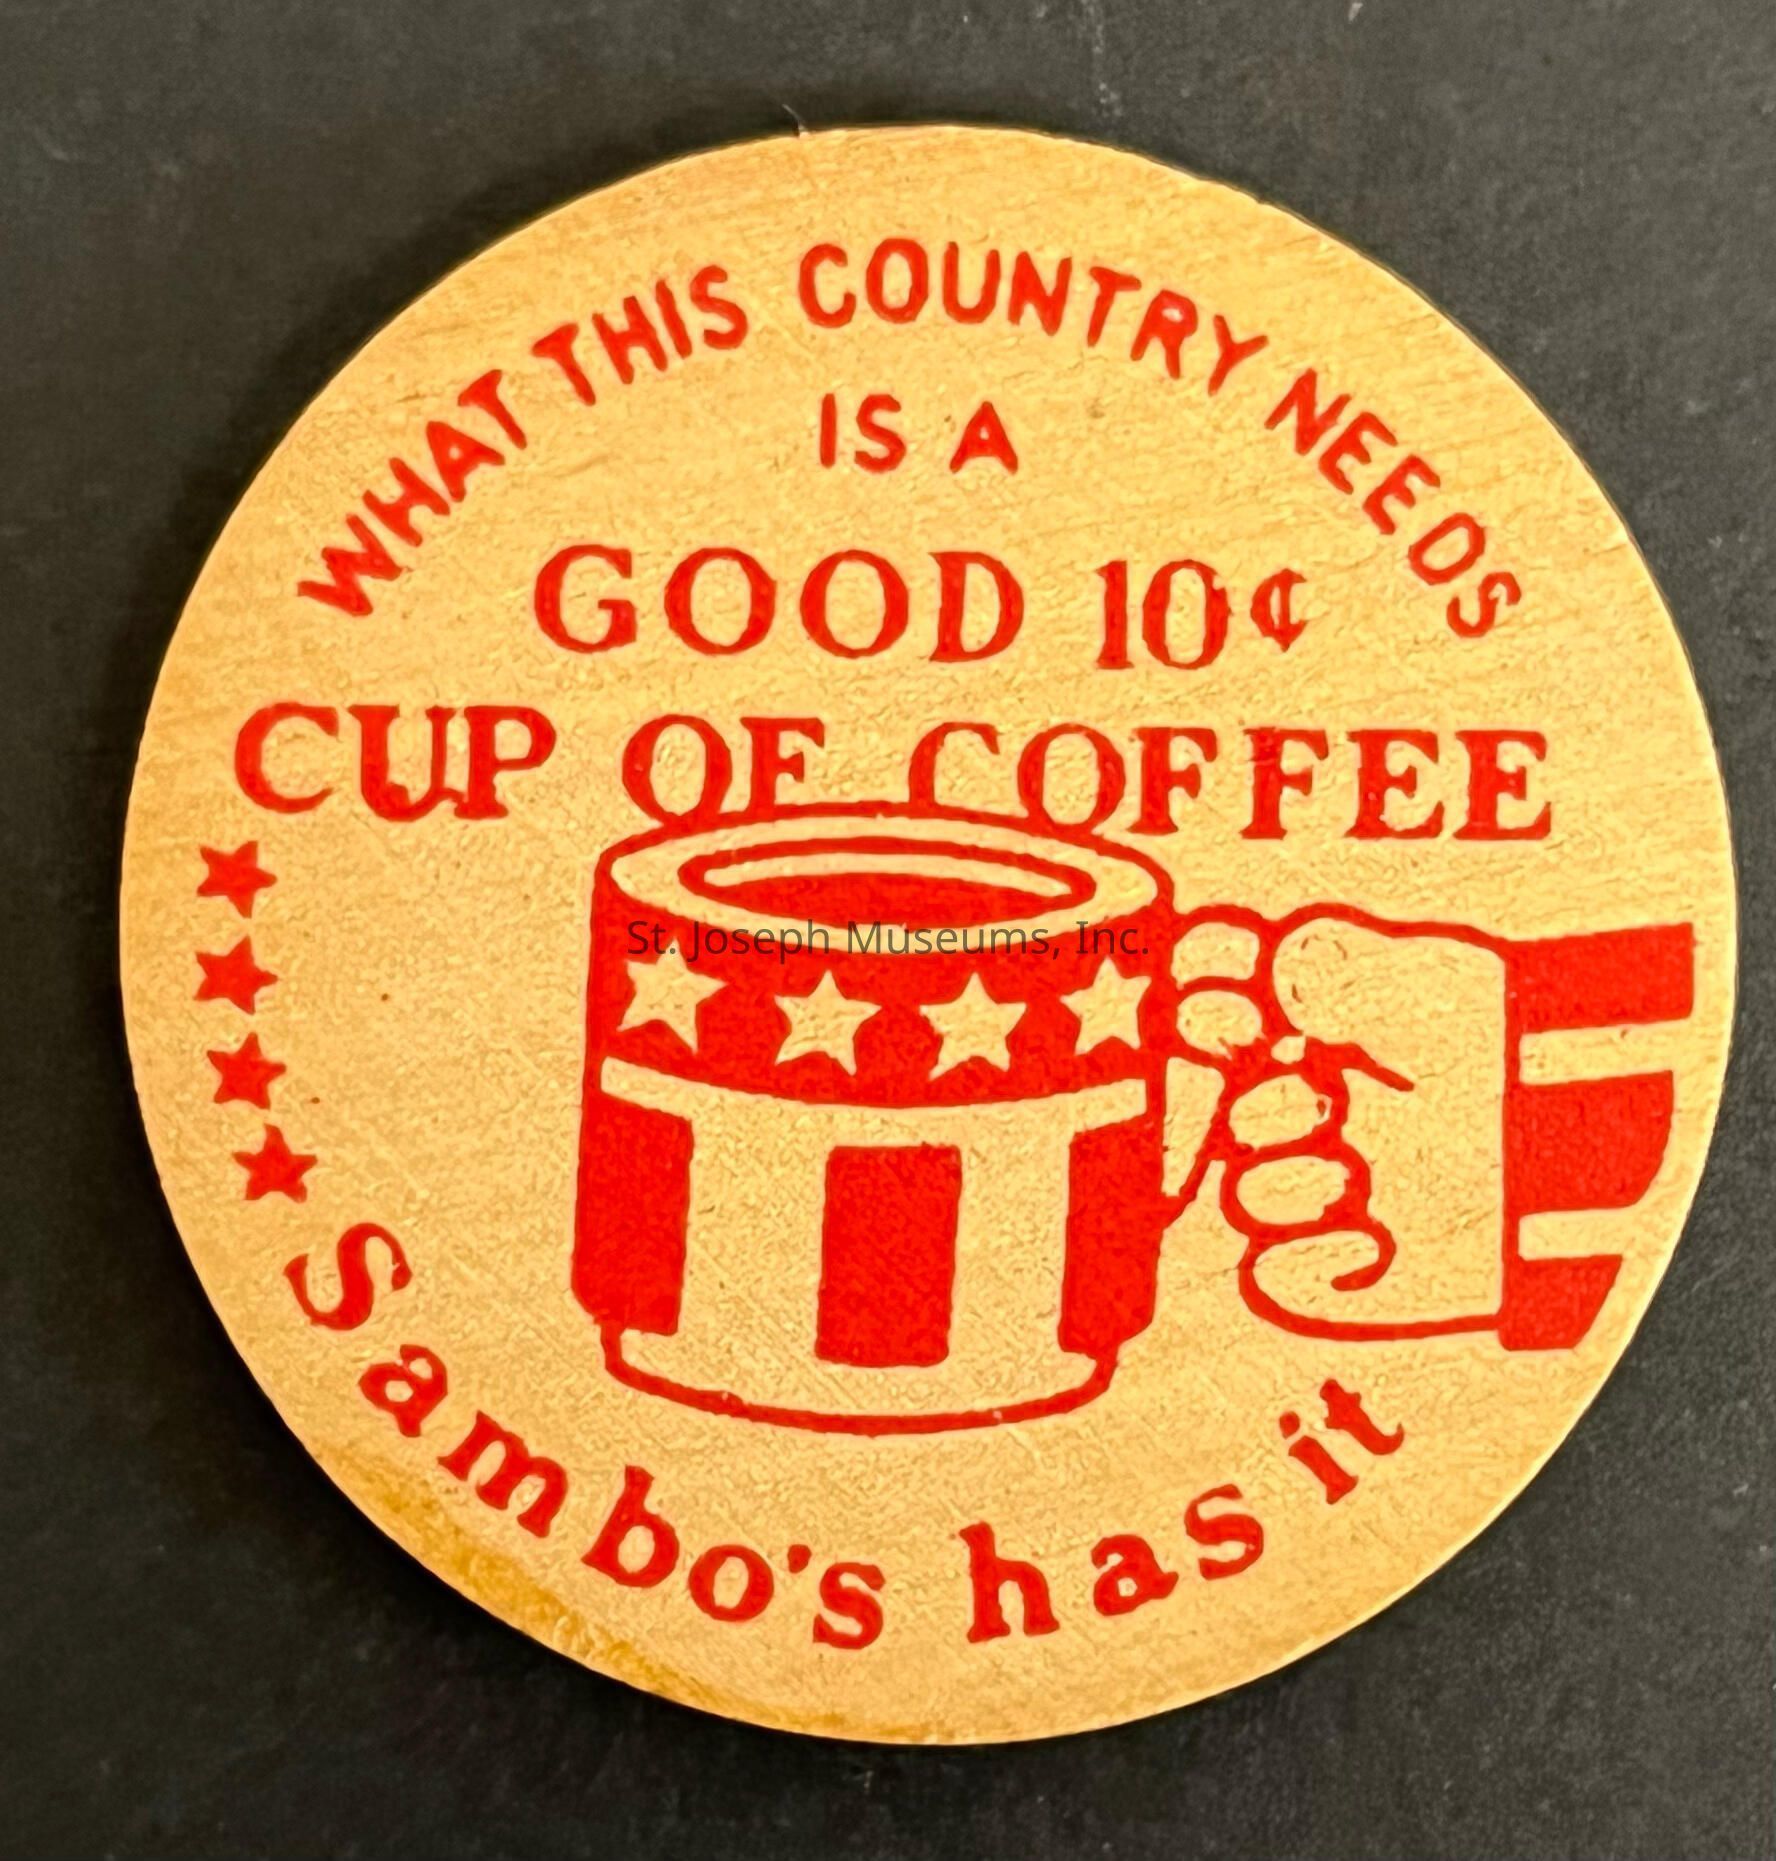 WHAT THIS COUNTRY NEEDS
IS A
GOOD 10¢
CUP OF COFFEE
St. Joseph Museums, Inc.
Sambo's has it